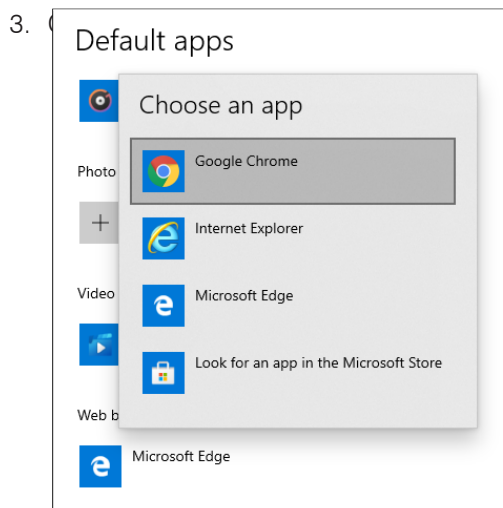 3.
Default apps
Choose an app
Google Chrome
Photo
Internet Explorer
Video
Microsoft Edge
Look for an app in the Microsoft Store
Web b
Microsoft Edge